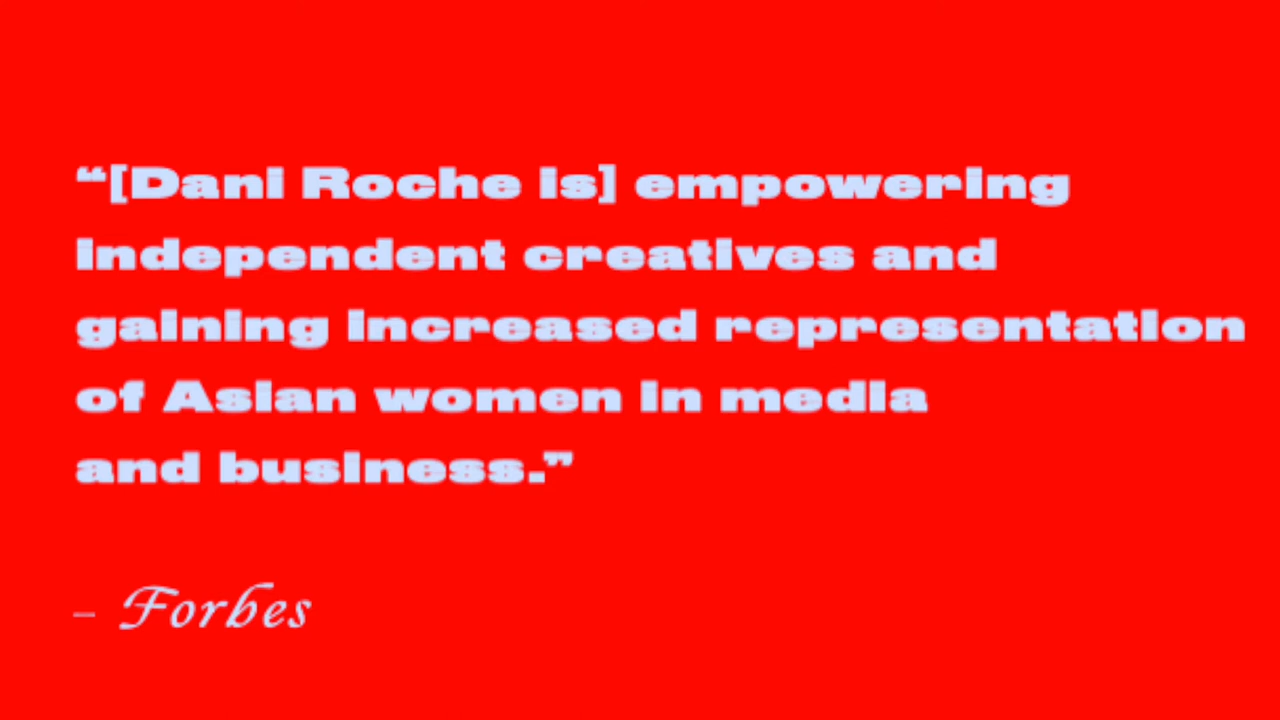 “[Dani Roche is] empowering
independent creatives and
gaining increased representation
of Asian women in media
and business.”
– Forbes